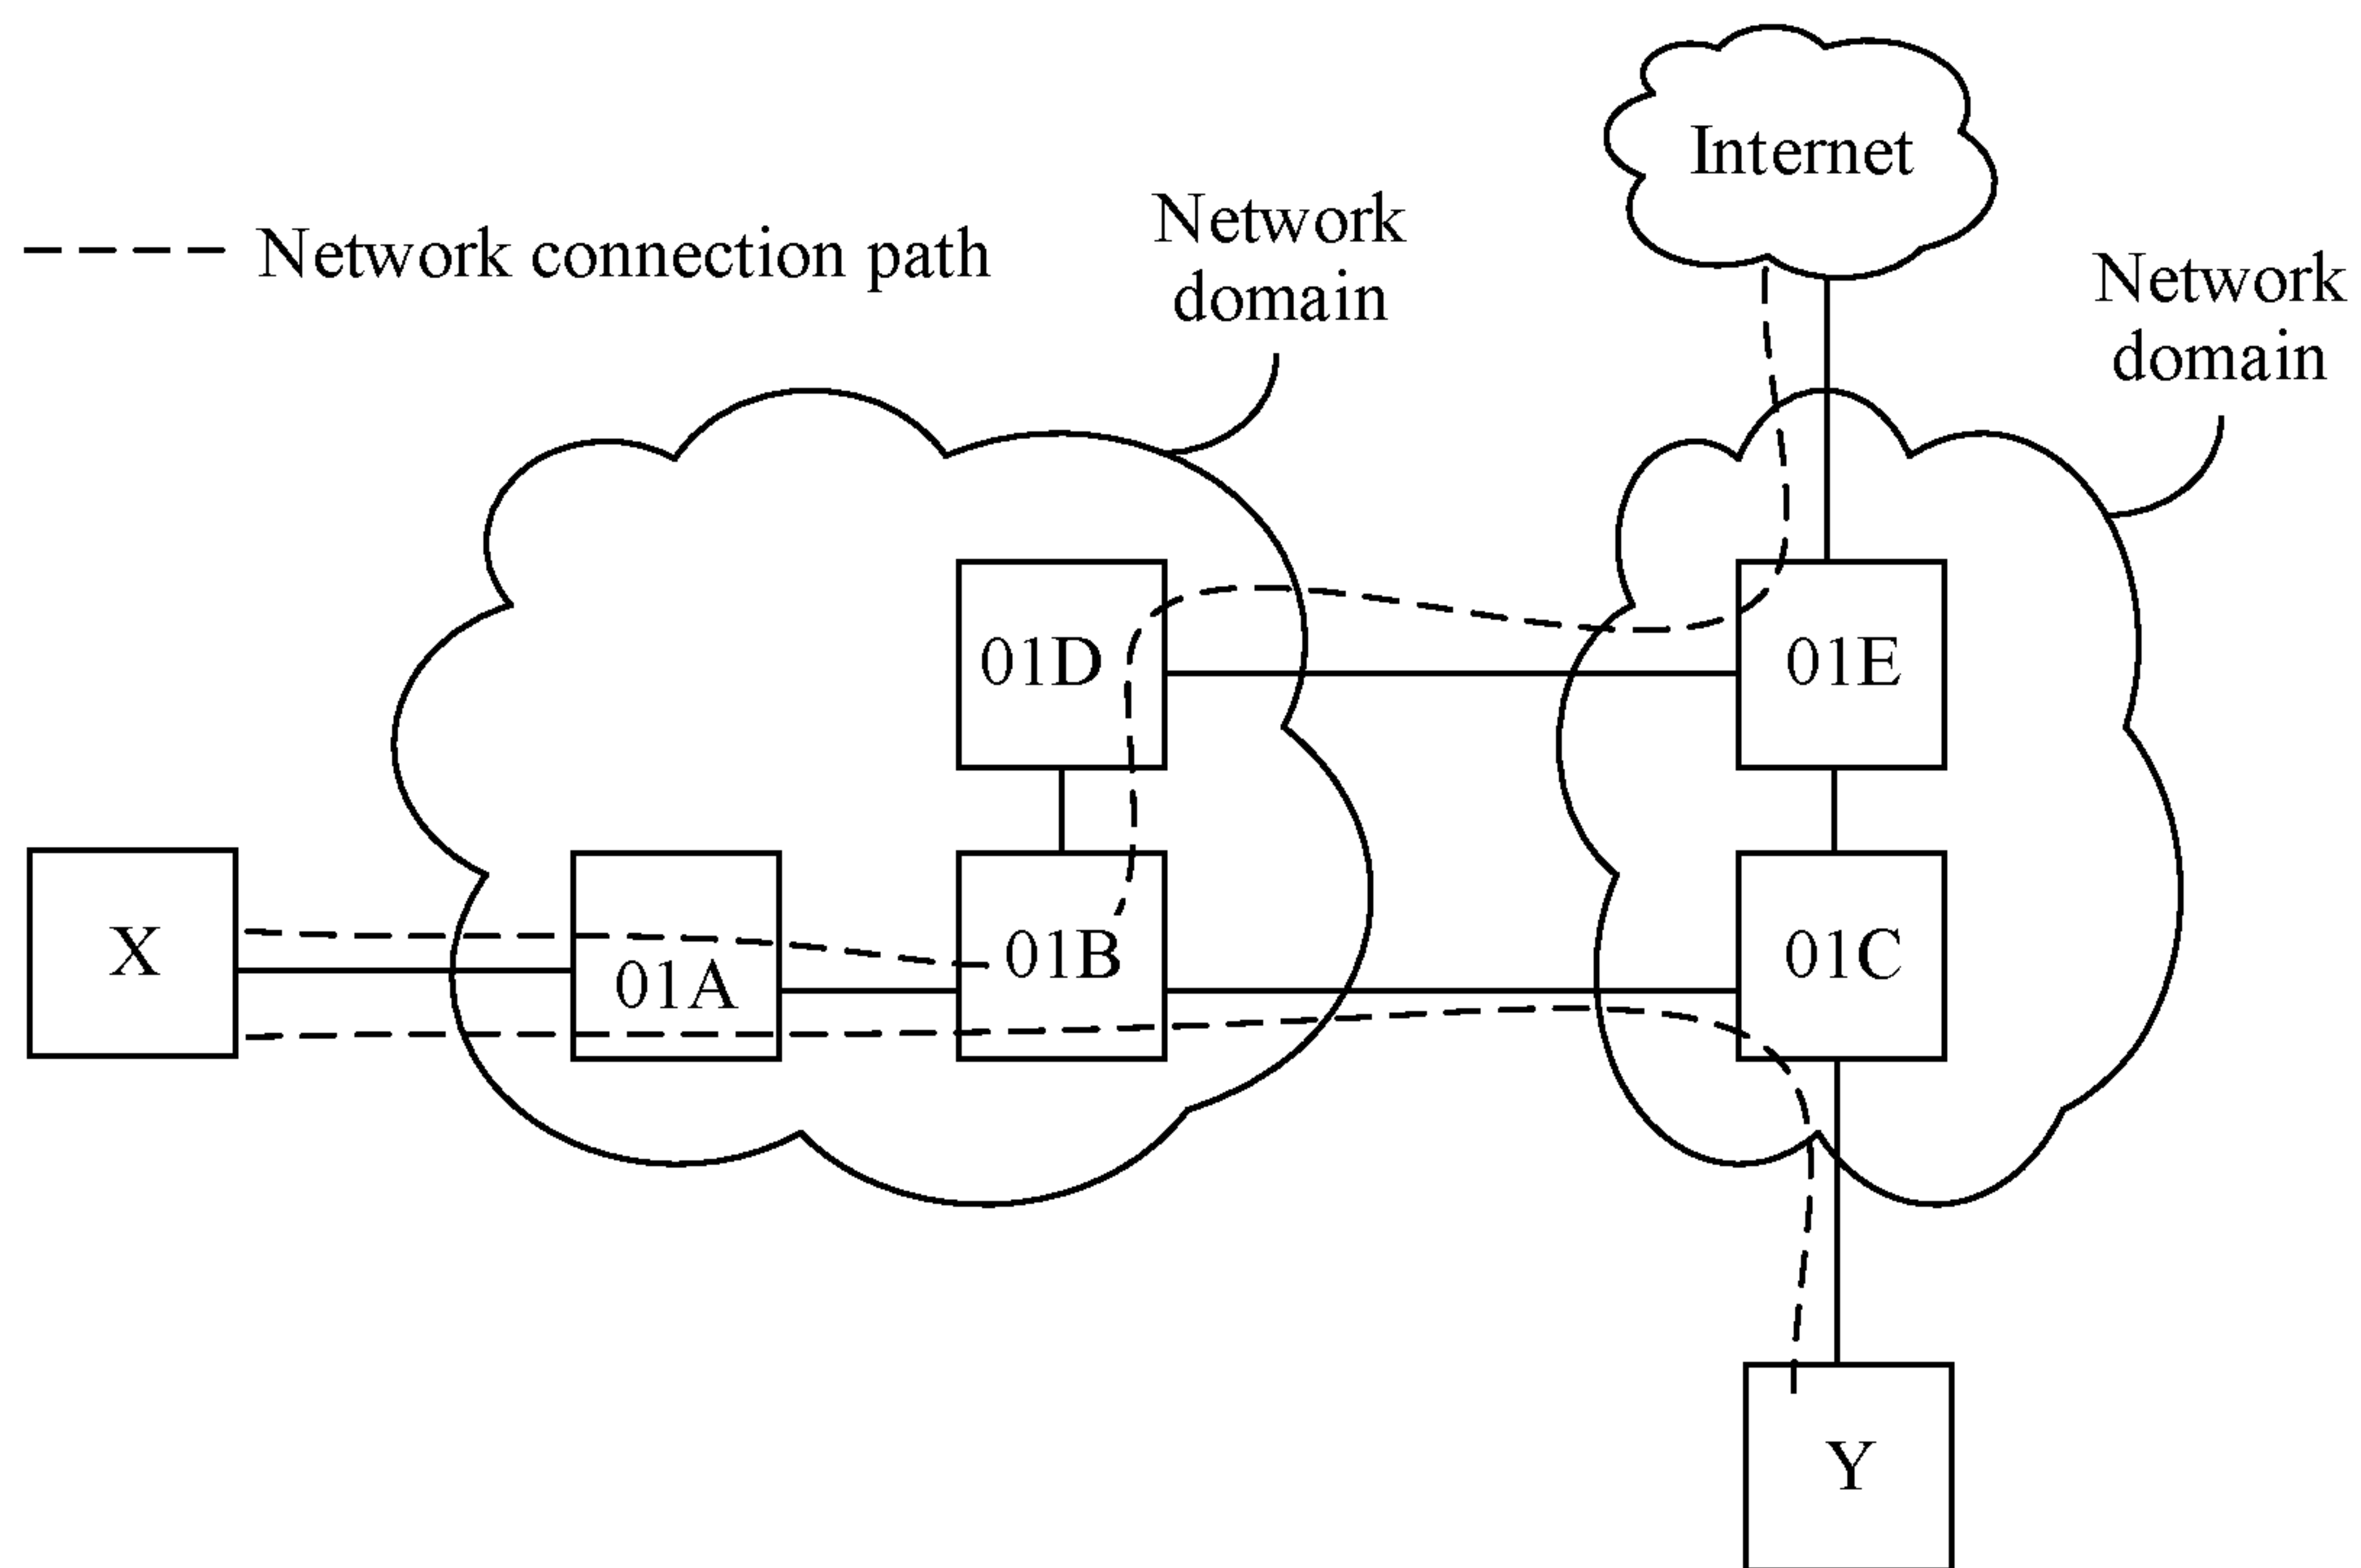 Internet
Network connection path
Network
domain
Network
domain
01D
01E
X
01A
01B
01C
Y